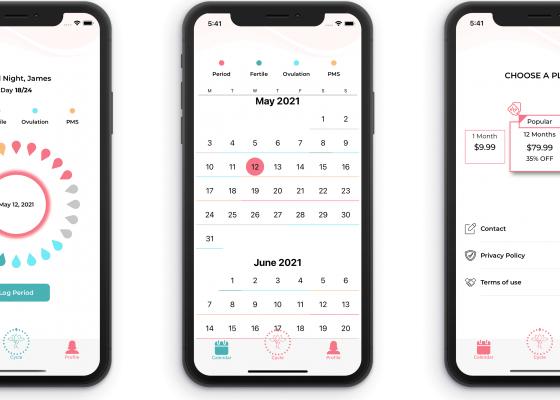 Night, James
Day 18/24
Ovulation
PMS
May 12, 2021
Log Period
Cycle
Profile
5:41
Period
Fertile
Ovulation
PMS
M T W T F S S
May 2021
1 2
3 4 5 6 7 8 9
10 11 12 13 14 15 16
17 18 19 20 21 22 23
24 25 26 27 28 29 30
31
June 2021
1 2 3 4 5 6
7 8 9 10 11 12 13
14 15 16 17 18 19 20
Calendar
Cycle
Profile
5:41
CHOOSE A PL
Popular
1 Month
$9.99
12 Months
$79.99
35% OFF
Contact
Privacy Policy
Terms of use
Calendar
Cycle